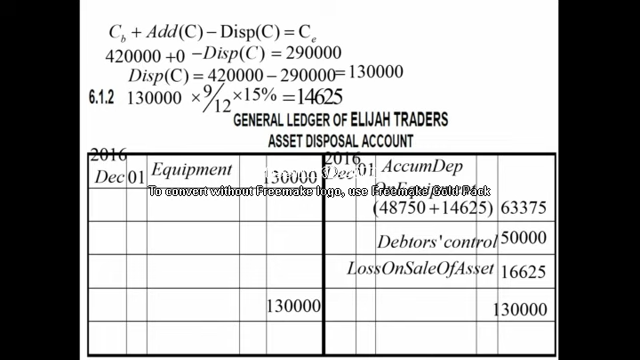 C_b + Add(C) − Disp(C) = C_e
420000 +0 −Disp(C) = 290000
Disp(C) = 420000 − 290000 = 130000
6.1.2 130000 × 9/12 × 15% = 14625
GENERAL LEDGER OF ELIJAH TRADERS
ASSET DISPOSAL ACCOUNT
2016 2016
Dec 01 Equipment 130000 Dec 01 AccumDep
To convert without Freemake logo, use Freemake Gold Pack
(48750+14625) 63375
Debtors'control 50000
LossOnSaleOfAsset 16625
130000 130000